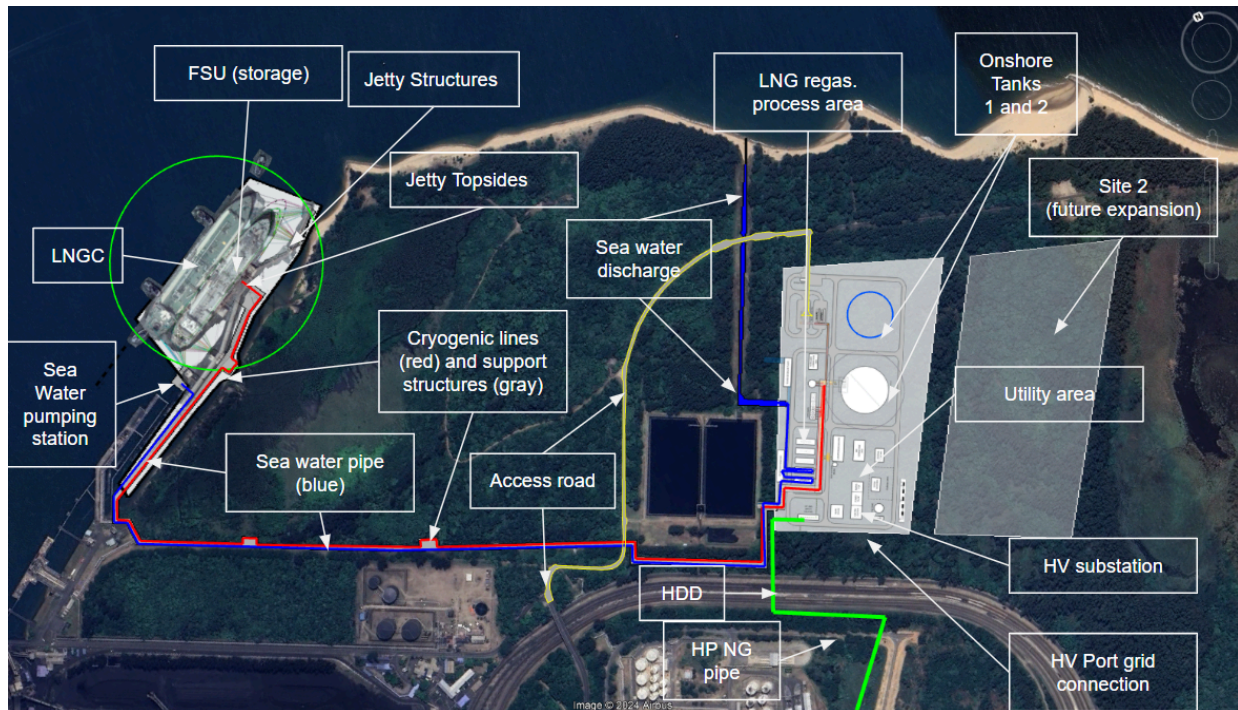 FSU (storage)
Jetty Structures
LNG regas.
process area
Onshore
Tanks
1 and 2
Jetty Topsides
Site 2
(future expansion)
LNGC
Sea water
discharge
Cryogenic lines
(red) and support
structures (gray)
Sea
Water
pumping
station
Utility area
Sea water pipe
(blue)
Access road
HV substation
HDD
HP NG
pipe
HV Port grid
connection
Image © 2024 Airbus
N